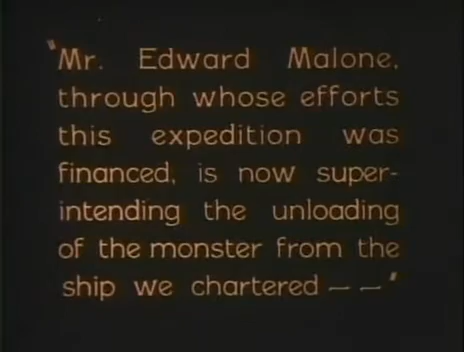 "Mr. Edward Malone,
through whose efforts
this expedition was
financed, is now super-
intending the unloading
of the monster from the
ship we chartered — —"